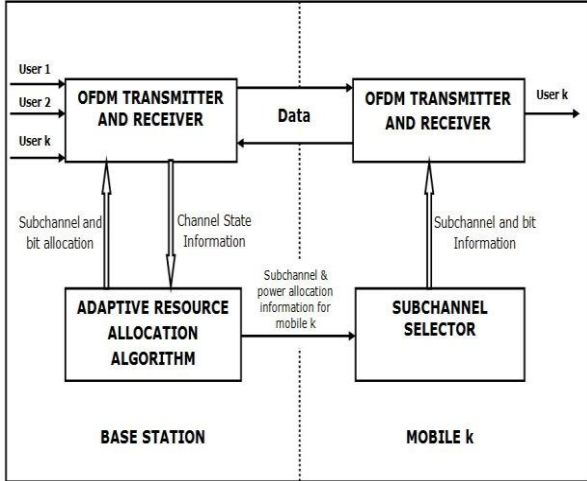 User 1
User 2
User k
OFDM TRANSMITTER
AND RECEIVER
Data
OFDM TRANSMITTER
AND RECEIVER
User k
Subchannel and
bit allocation
Channel State
Information
Subchannel and bit
Information
Subchannel &
power allocation
information for
mobile k
ADAPTIVE RESOURCE
ALLOCATION
ALGORITHM
SUBCHANNEL
SELECTOR
BASE STATION
MOBILE k